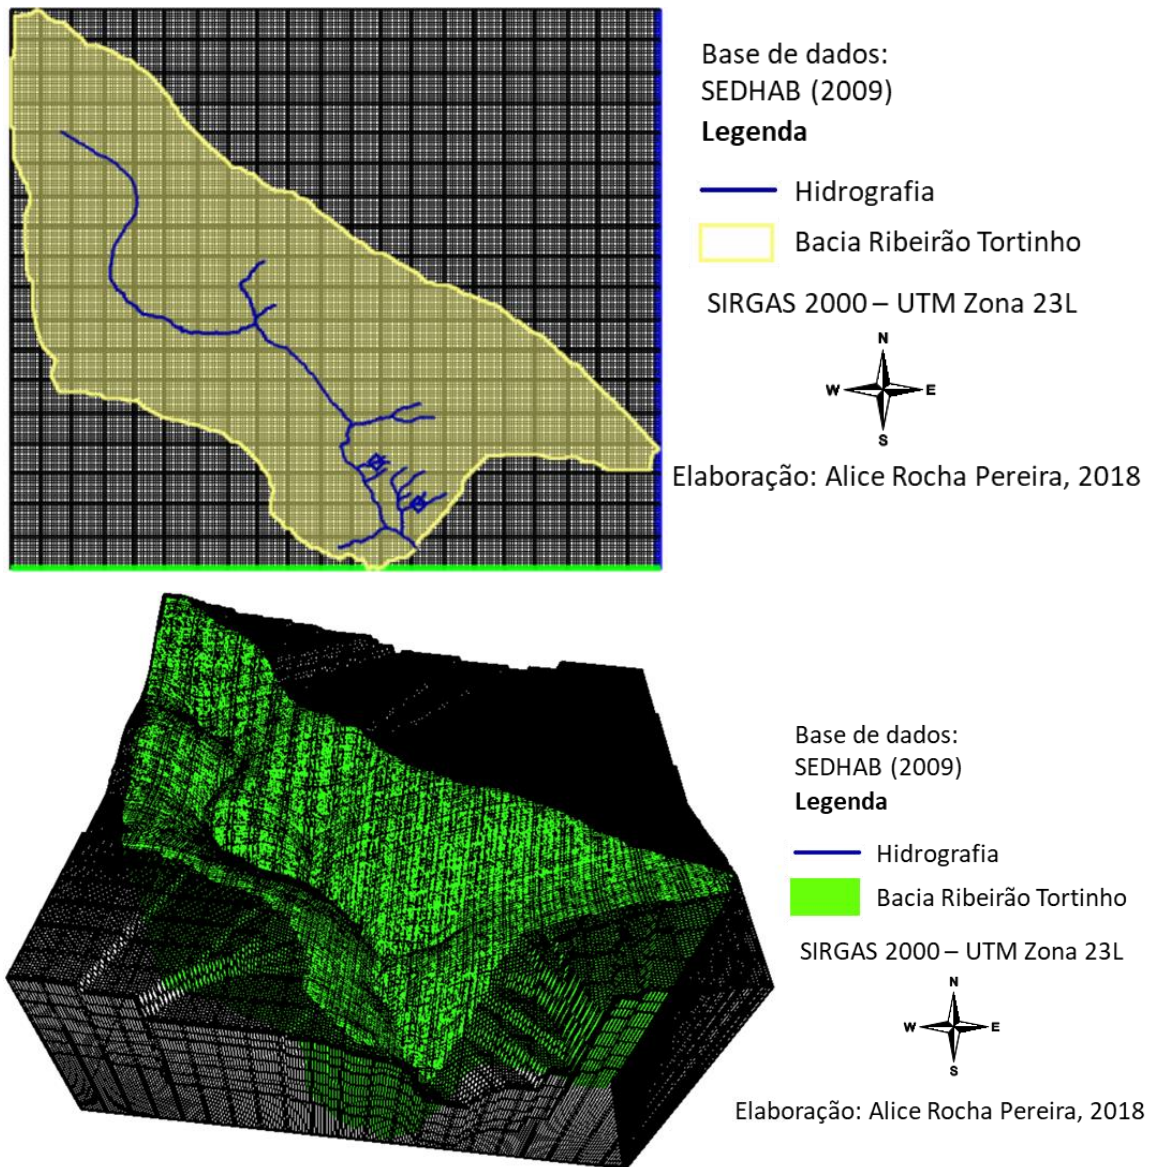 Base de dados:
SEDHAB (2009)
Legenda
Hidrografia
Bacia Ribeirão Tortinho
SIRGAS 2000 – UTM Zona 23L
N
W E
S
Elaboração: Alice Rocha Pereira, 2018
Base de dados:
SEDHAB (2009)
Legenda
Hidrografia
Bacia Ribeirão Tortinho
SIRGAS 2000 – UTM Zona 23L
N
W E
S
Elaboração: Alice Rocha Pereira, 2018